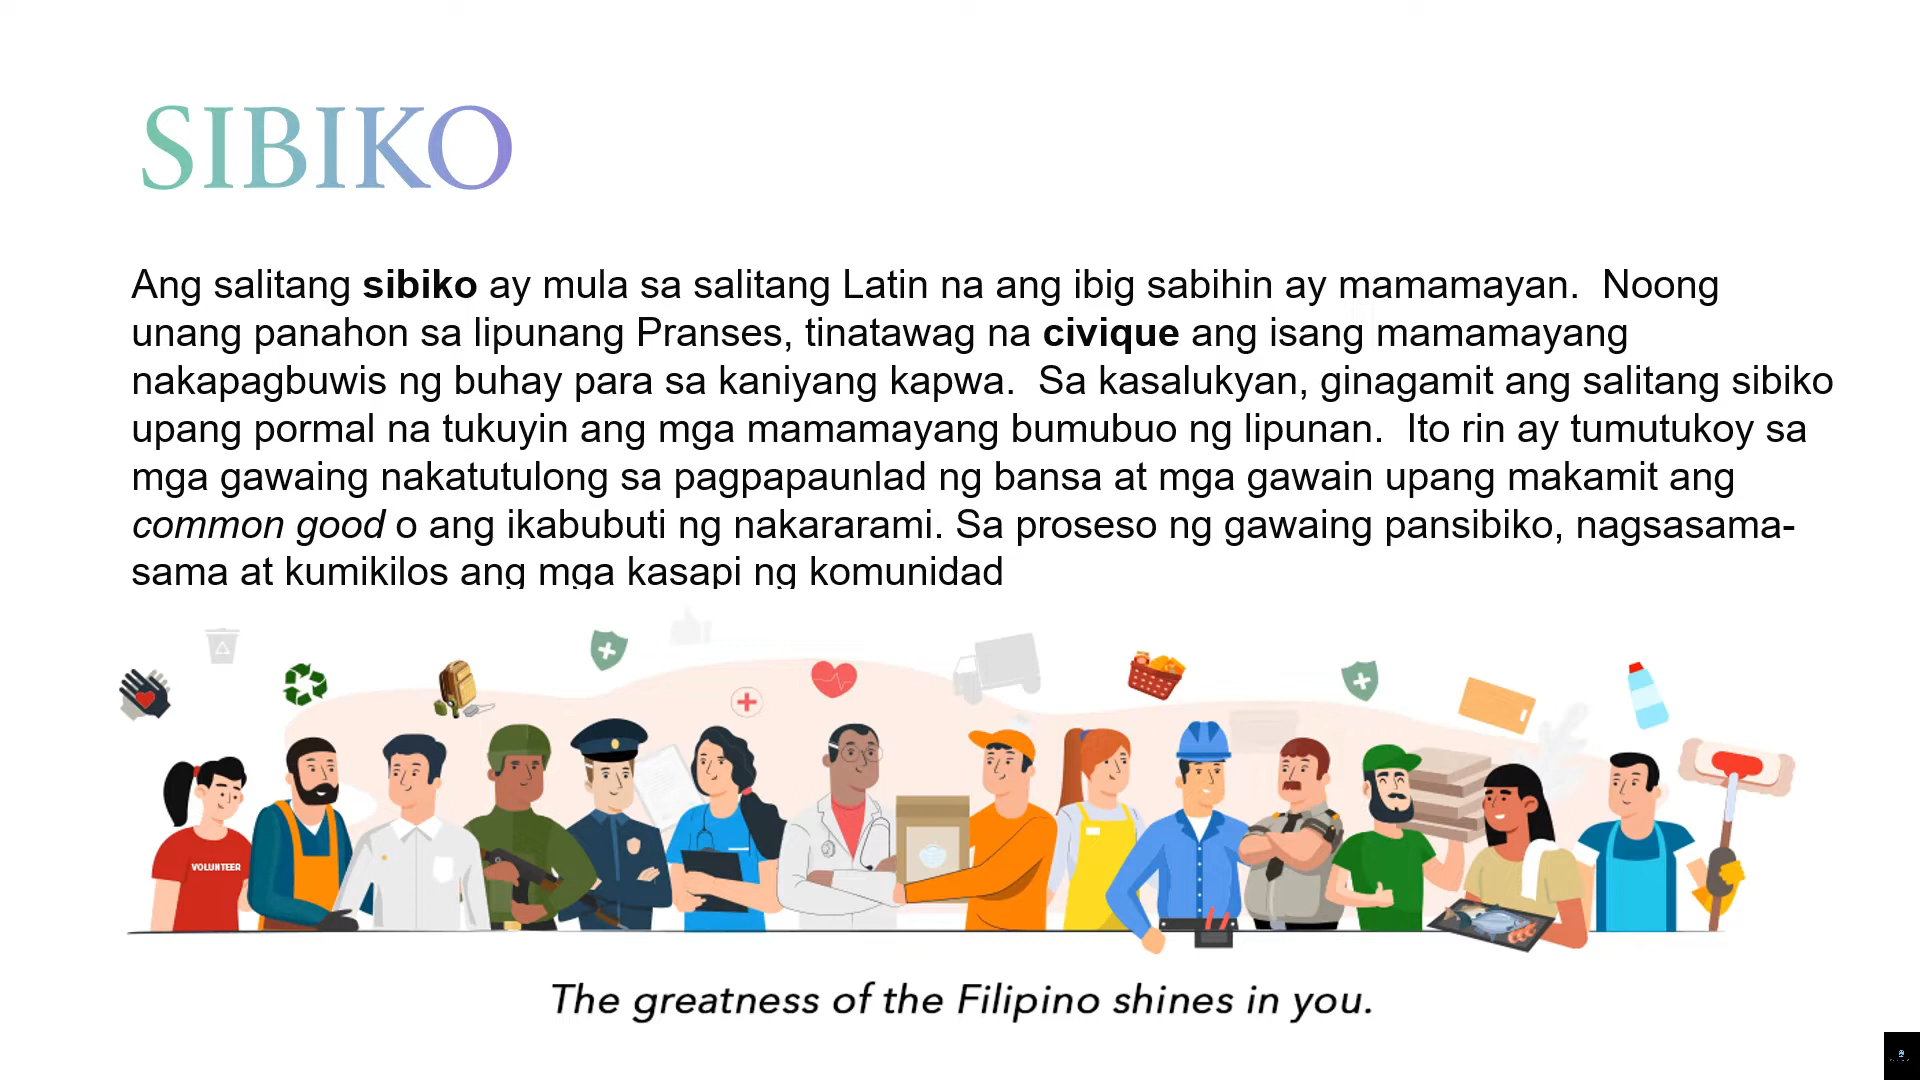 SIBIKO
Ang salitang sibiko ay mula sa salitang Latin na ang ibig sabihin ay mamamayan. Noong
unang panahon sa lipunang Pranses, tinatawag na civique ang isang mamamayang
nakapagbuwis ng buhay para sa kaniyang kapwa. Sa kasalukyan, ginagamit ang salitang sibiko
upang pormal na tukuyin ang mga mamamayang bumubuo ng lipunan. Ito rin ay tumutukoy sa
mga gawaing nakatutulong sa pagpapaunlad ng bansa at mga gawain upang makamit ang
common good o ang ikabubuti ng nakararami. Sa proseso ng gawaing pansibiko, nagsasama-
sama at kumikilos ang mga kasapi ng komunidad
VOLUNTEER
The greatness of the Filipino shines in you.